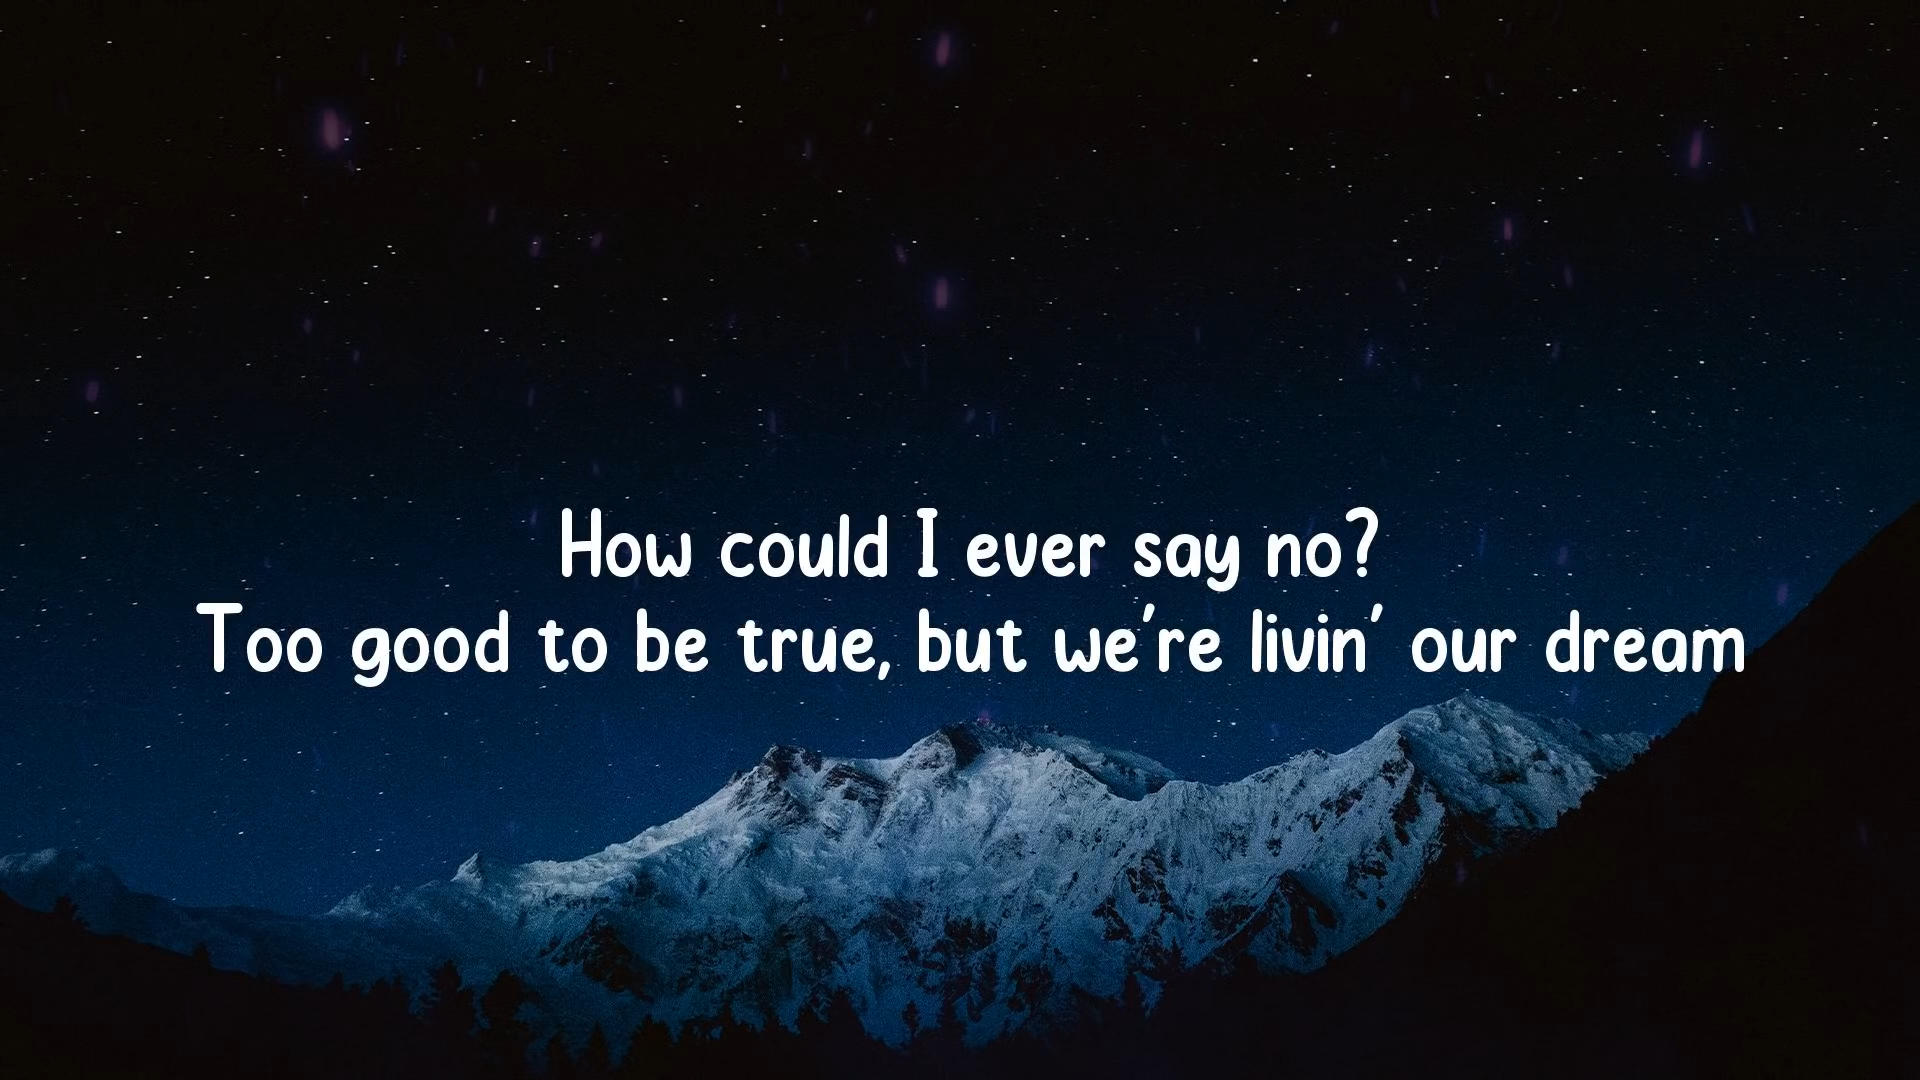 How could I ever say no?
Too good to be true, but we're livin' our dream